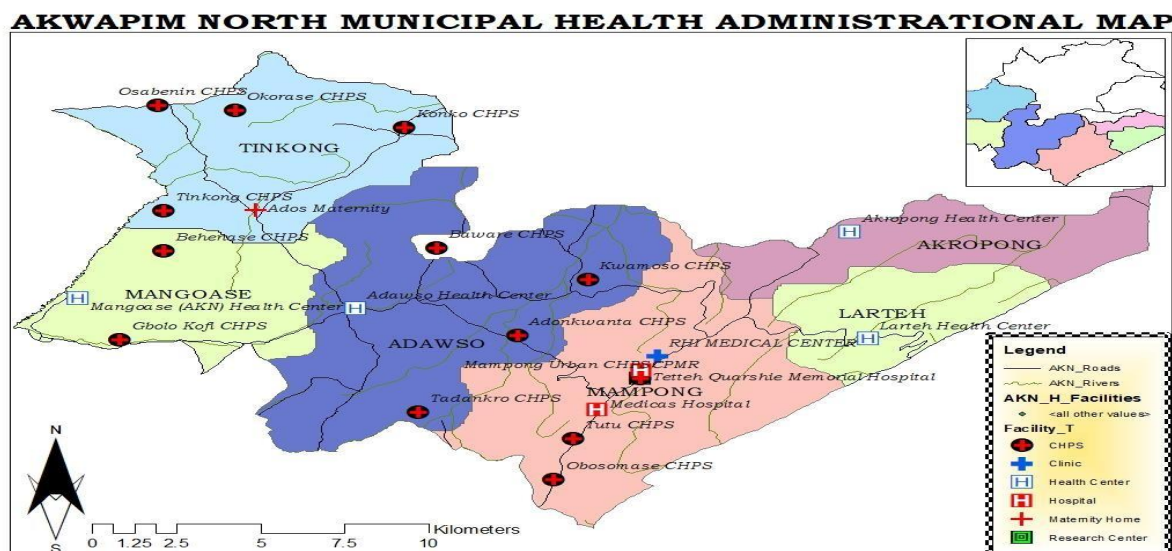 AKWAPIM NORTH MUNICIPAL HEALTH ADMINISTRATIONAL MAP
Osabenin CHPS
Okorase CHPS
Konko CHPS
TINKONG
Tinkong CHPS
Ados Maternity
Behenase CHPS
Baware CHPS
Akropong Health Center
AKROPONG
Kwamoso CHPS
MANGOASE
Adawso Health Center
Mangoase (AKN) Health Center
LARTEH
Gbolo Kofi CHPS
Adonkwanta CHPS
Larteh Health Center
ADAWSO
RHI MEDICAL CENTER
Mampong Urban CHPS
CPMR
Tetteh Quarshie Memorial Hospital
MAMPONG
Tadankro CHPS
Medicas Hospital
Tutu CHPS
Obosomase CHPS
N
S
Kilometers
0 1.25 2.5 5 7.5 10
Legend
AKN_Roads
AKN_Rivers
AKN_H_Facilities
<all other values>
Facility_T
CHPS
Clinic
H Health Center
H Hospital
Maternity Home
Research Center